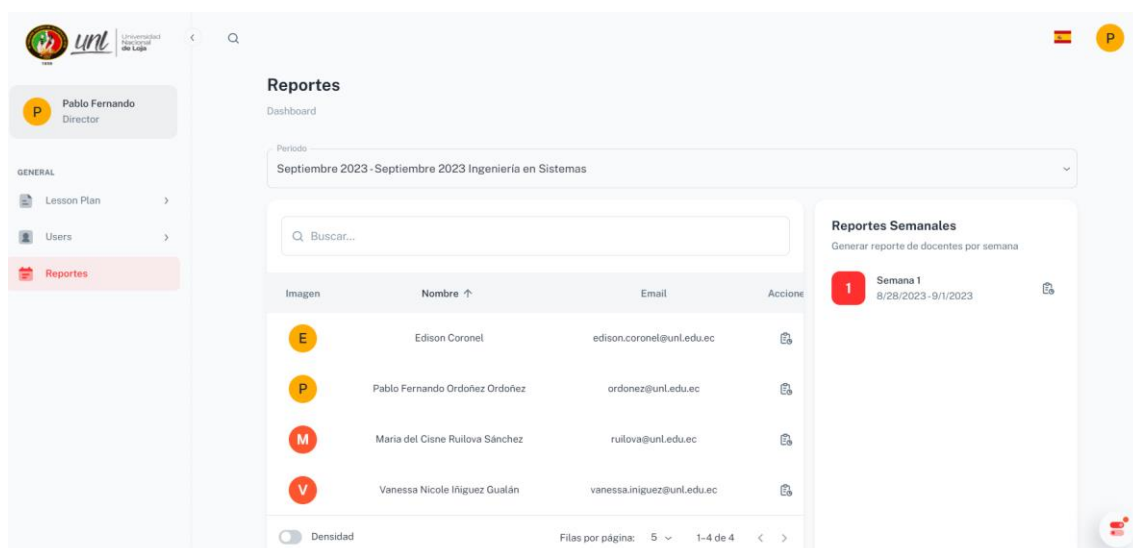 unl Universidad
Nacional
de Loja
1859
P
Pablo Fernando
Director
GENERAL
Lesson Plan
Users
Reportes
P
Reportes
Dashboard
Periodo
Septiembre 2023 - Septiembre 2023 Ingeniería en Sistemas
Buscar...
Imagen Nombre Email Accione
E Edison Coronel edison.coronel@unl.edu.ec
P Pablo Fernando Ordoñez Ordoñez ordonez@unl.edu.ec
M Maria del Cisne Ruilova Sánchez ruilova@unl.edu.ec
V Vanessa Nicole Iñiguez Gualán vanessa.iniguez@unl.edu.ec
Densidad Filas por página: 5 1–4 de 4
Reportes Semanales
Generar reporte de docentes por semana
1
Semana 1
8/28/2023 - 9/1/2023